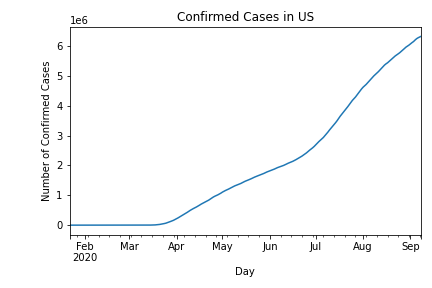 Confirmed Cases in US
1e6
6
5
4
3
2
1
0
Number of Confirmed Cases
Feb Mar Apr May Jun Jul Aug Sep
2020
Day